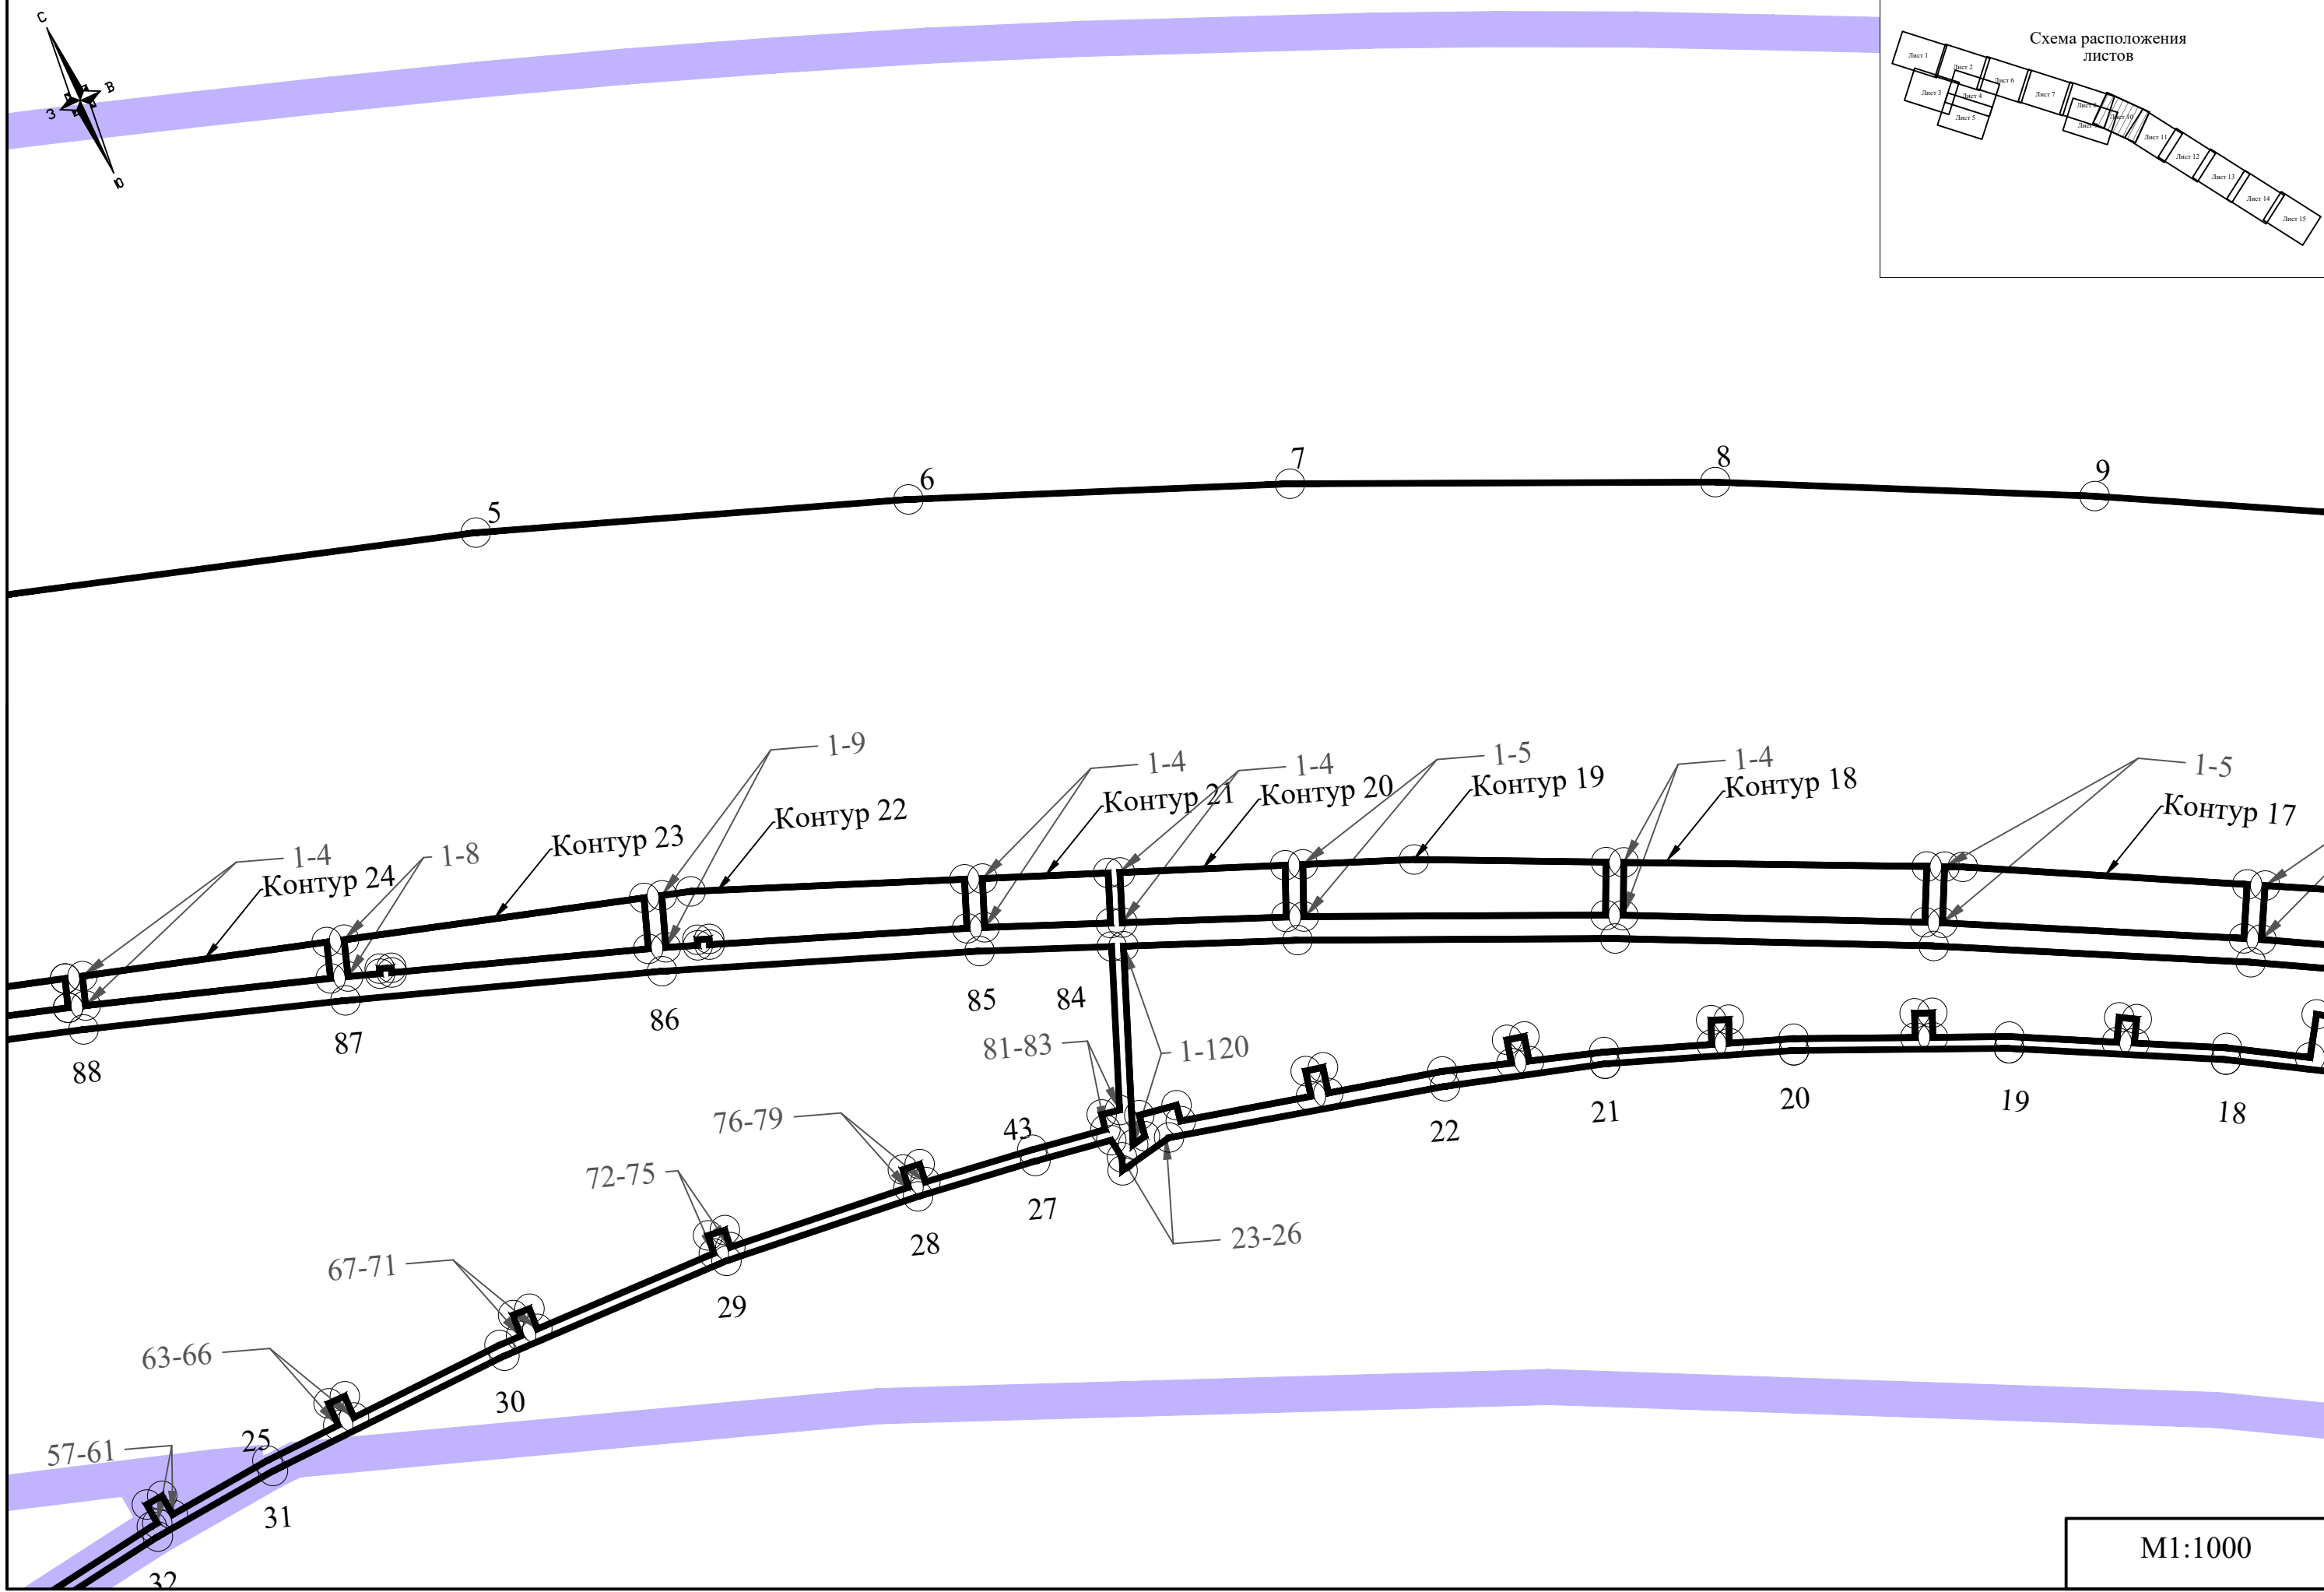 С
В
З
Ю
Схема расположения
листов
Лист 1
Лист 2
Лист 6
Лист 3
Лист 4
Лист 7
Лист 5
Лист 10
Лист 11
Лист 12
Лист 13
Лист 14
Лист 15
5
6
7
8
9
1-9
1-4
1-4
1-5
1-4
1-5
Контур 24
Контур 23
Контур 22
Контур 21
Контур 20
Контур 19
Контур 18
Контур 17
1-4
1-8
88
87
86
85
84
81-83
1-120
76-79
43
22
21
20
19
18
72-75
27
28
23-26
67-71
29
63-66
30
57-61
25
31
32
М1:1000